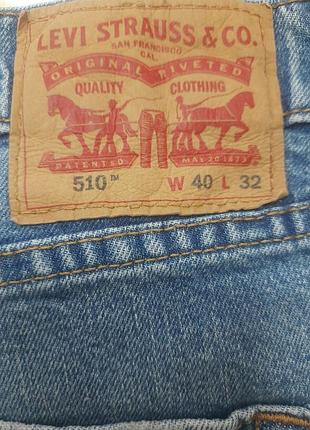 LEVI STRAUSS & CO.
SAN FRANCISCO
CAL
ORIGINAL RIVETED
QUALITY CLOTHING
PATENTED MAY 20 1873
510™ W 40 L 32